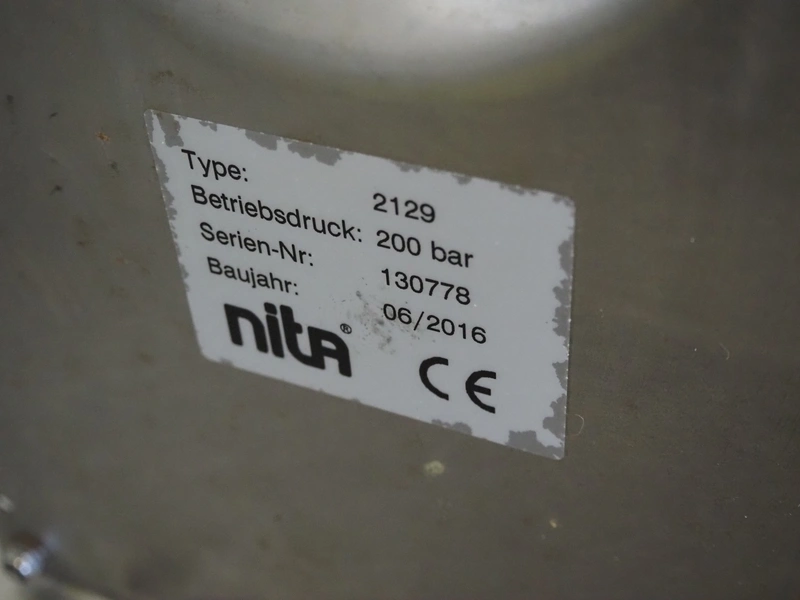 Type: 2129
Betriebsdruck: 200 bar
Serien-Nr: 130778
Baujahr: 06/2016
nita®
CE